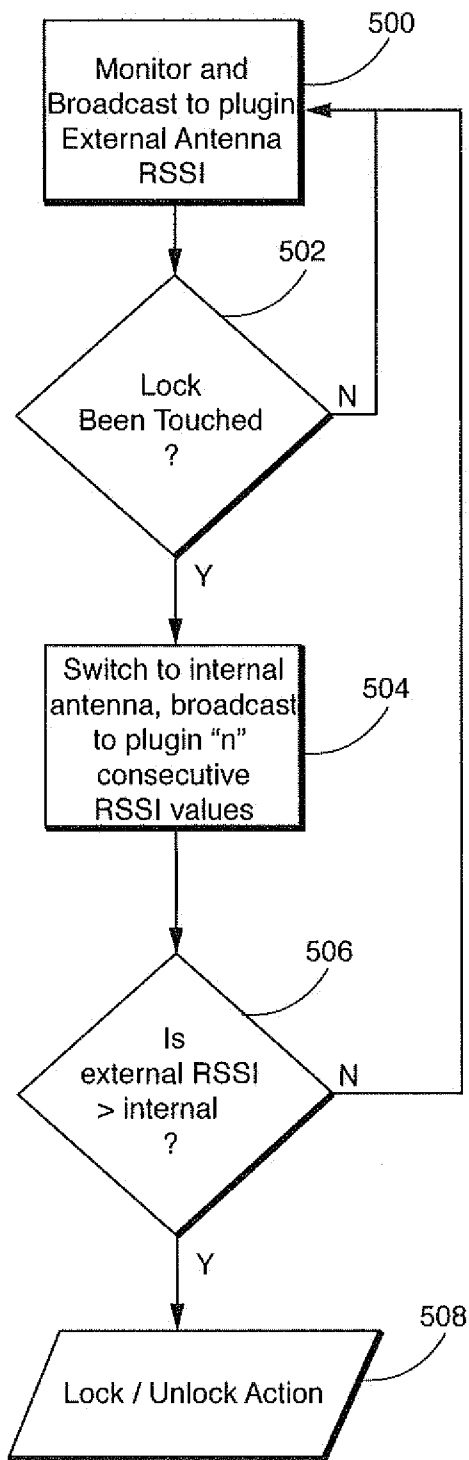 500
Monitor and
Broadcast to plugin
External Antenna
RSSI
502
Lock
Been Touched
?
N
Y
Switch to internal
antenna, broadcast
to plugin “n”
consecutive
RSSI values
504
506
Is
external RSSI
> internal
?
N
Y
508
Lock / Unlock Action